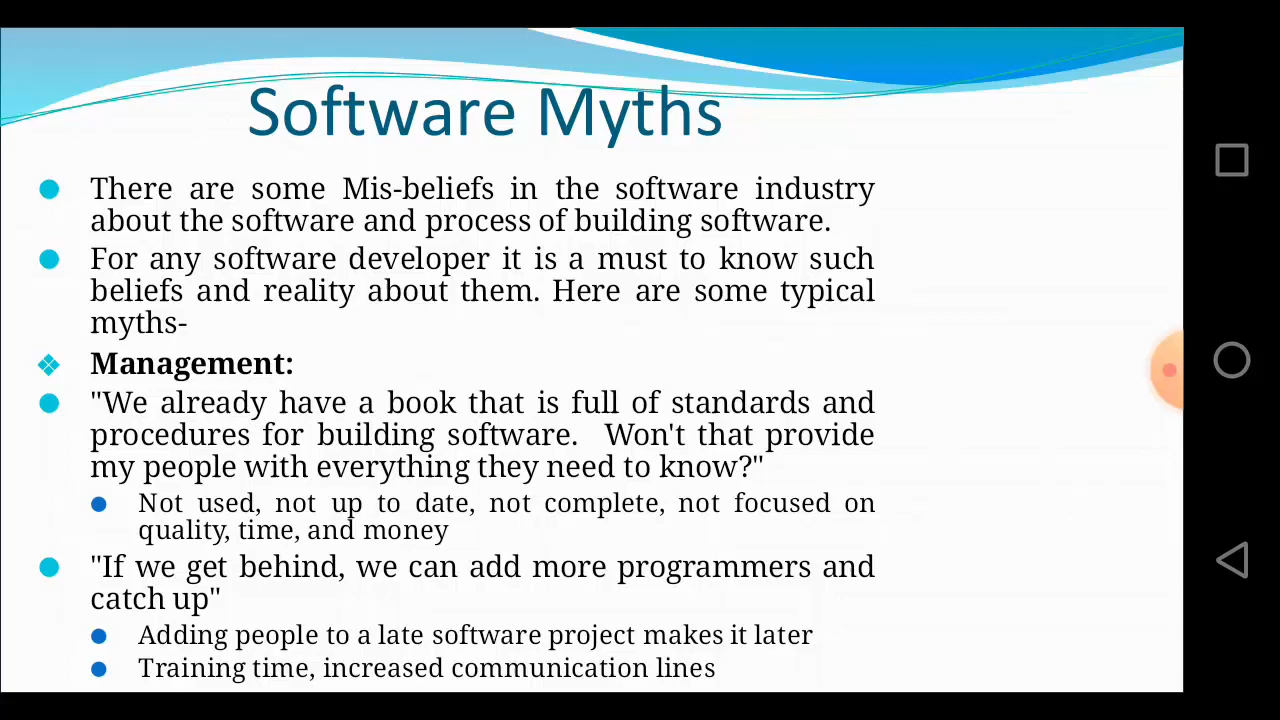 Software Myths
There are some Mis-beliefs in the software industry
about the software and process of building software.
For any software developer it is a must to know such
beliefs and reality about them. Here are some typical
myths-
Management:
"We already have a book that is full of standards and
procedures for building software.  Won't that provide
my people with everything they need to know?"
Not used, not up to date, not complete, not focused on
quality, time, and money
"If we get behind, we can add more programmers and
catch up"
Adding people to a late software project makes it later
Training time, increased communication lines